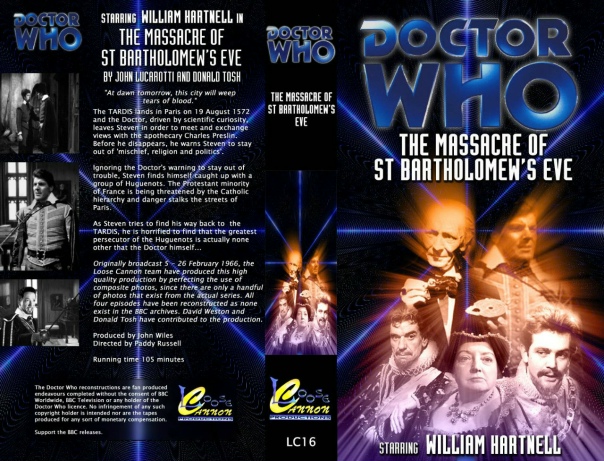 DOCTOR
WHO
STARRING WILLIAM HARTNELL IN
THE MASSACRE OF
ST BARTHOLOMEW'S EVE
BY JOHN LUCAROTTI AND DONALD TOSH
"At dawn tomorrow, this city will weep
tears of blood."
The TARDIS lands in Paris on 19 August 1572
and the Doctor, driven by scientific curiosity,
leaves Steven in order to meet and exchange
views with the apothecary Charles Preslin.
Before he disappears, he warns Steven to stay
out of 'mischief, religion and politics'.
Ignoring the Doctor's warning to stay out of
trouble, Steven finds himself caught up with a
group of Huguenots. The Protestant minority
of France is being threatened by the Catholic
hierarchy and danger stalks the streets of
Paris.
As Steven tries to find his way back to the
TARDIS, he is horrified to find that the greatest
persecutor of the Huguenots is actually none
other that the Doctor himself...
Originally broadcast 5 - 26 February 1966, the
Loose Cannon team have produced this high
quality production by perfecting the use of
composite photos, since there are only a handful
of photos that exist from the actual series. All
four episodes have been reconstructed as none
exist in the BBC archives. David Weston and
Donald Tosh have contributed to the production.
Produced by John Wiles
Directed by Paddy Russell
Running time 105 minutes
The Doctor Who reconstructions are fan produced
endeavours completed without the consent of BBC
Worldwide, BBC Television or any holder of the
Doctor Who licence. No infringement of any such
copyright holder is intended nor are the tapes
produced for any sort of monetary compensation.
Support the BBC releases.
LOOSE
CANNON
PRODUCTIONS
DOCTOR
WHO
THE MASSACRE OF
ST BARTHOLOMEW'S
EVE
LOOSE
CANNON
PRODUCTIONS
LC16
DOCTOR
WHO
THE MASSACRE OF
ST BARTHOLOMEW'S EVE
STARRING WILLIAM HARTNELL